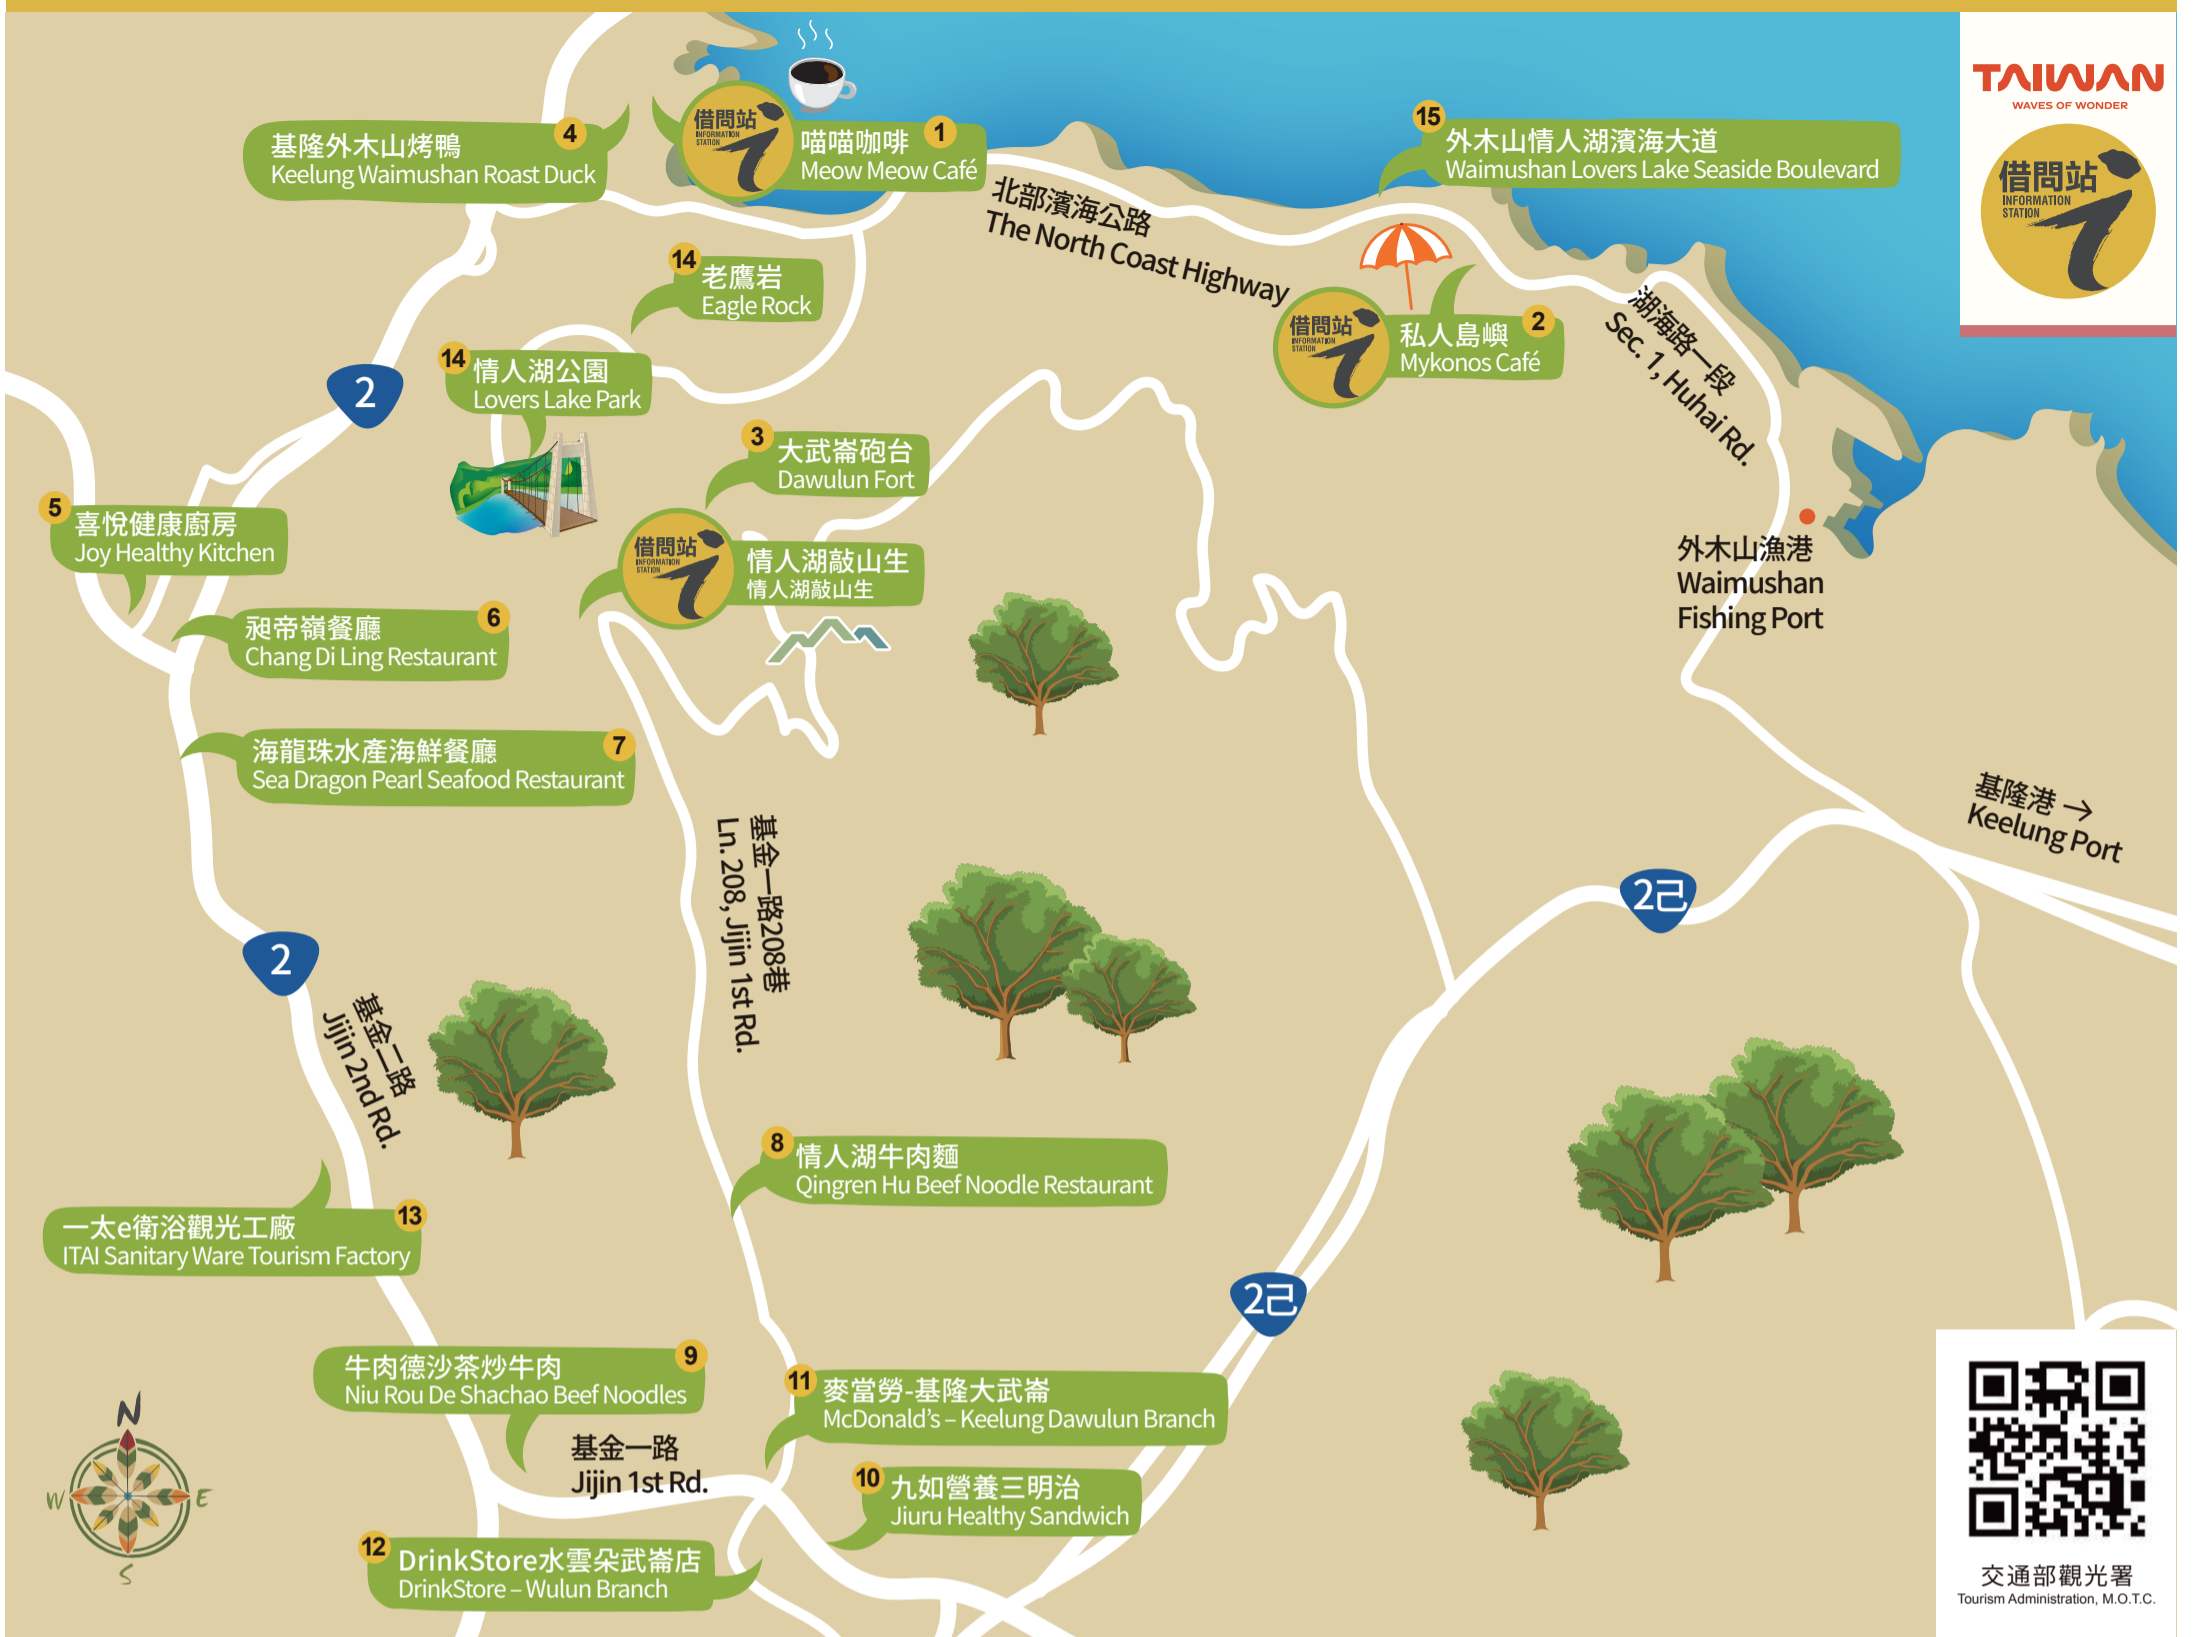 TAIWAN
WAVES OF WONDER
借問站
INFORMATION
STATION
借問站
INFORMATION
STATION
喵喵咖啡
1
Meow Meow Café
4
基隆外木山烤鴨
Keelung Waimushan Roast Duck
15
外木山情人湖濱海大道
Waimushan Lovers Lake Seaside Boulevard
北部濱海公路
The North Coast Highway
14
老鷹岩
Eagle Rock
借問站
INFORMATION
STATION
私人島嶼
2
Mykonos Café
湖海路一段
Sec. 1, Huhai Rd.
14
情人湖公園
Lovers Lake Park
2
3
大武崙砲台
Dawulun Fort
5
喜悅健康廚房
Joy Healthy Kitchen
借問站
INFORMATION
STATION
情人湖敲山生
情人湖敲山生
外木山漁港
Waimushan
Fishing Port
6
昶帝嶺餐廳
Chang Di Ling Restaurant
7
海龍珠水產海鮮餐廳
Sea Dragon Pearl Seafood Restaurant
基隆港 →
Keelung Port
基金一路208巷
Ln. 208, Jijin 1st Rd.
2己
2
基金二路
Jijin 2nd Rd.
8
情人湖牛肉麵
Qingren Hu Beef Noodle Restaurant
13
一太e衛浴觀光工廠
ITAI Sanitary Ware Tourism Factory
2己
9
牛肉德沙茶炒牛肉
Niu Rou De Shachao Beef Noodles
11
麥當勞-基隆大武崙
McDonald's – Keelung Dawulun Branch
基金一路
Jijin 1st Rd.
10
九如營養三明治
Jiuru Healthy Sandwich
12
DrinkStore水雲朵武崙店
DrinkStore – Wulun Branch
N
W
E
S
交通部觀光署
Tourism Administration, M.O.T.C.